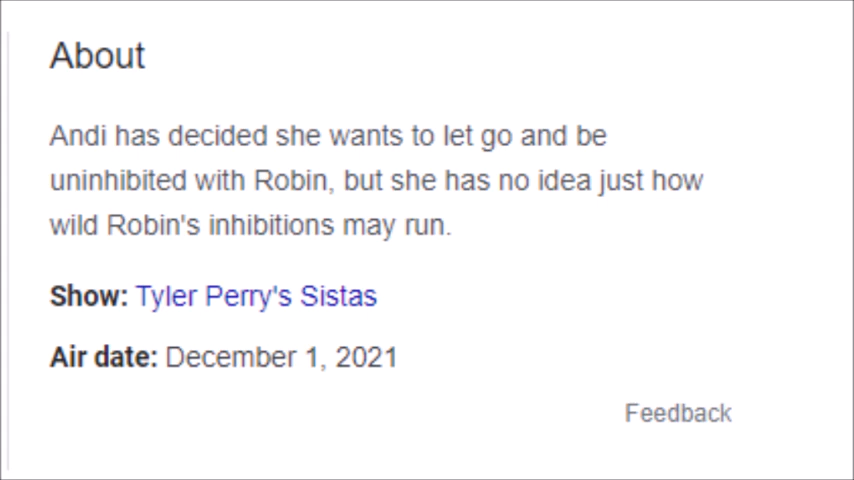 About
Andi has decided she wants to let go and be
uninhibited with Robin, but she has no idea just how
wild Robin's inhibitions may run.
Show: Tyler Perry's Sistas
Air date: December 1, 2021
Feedback